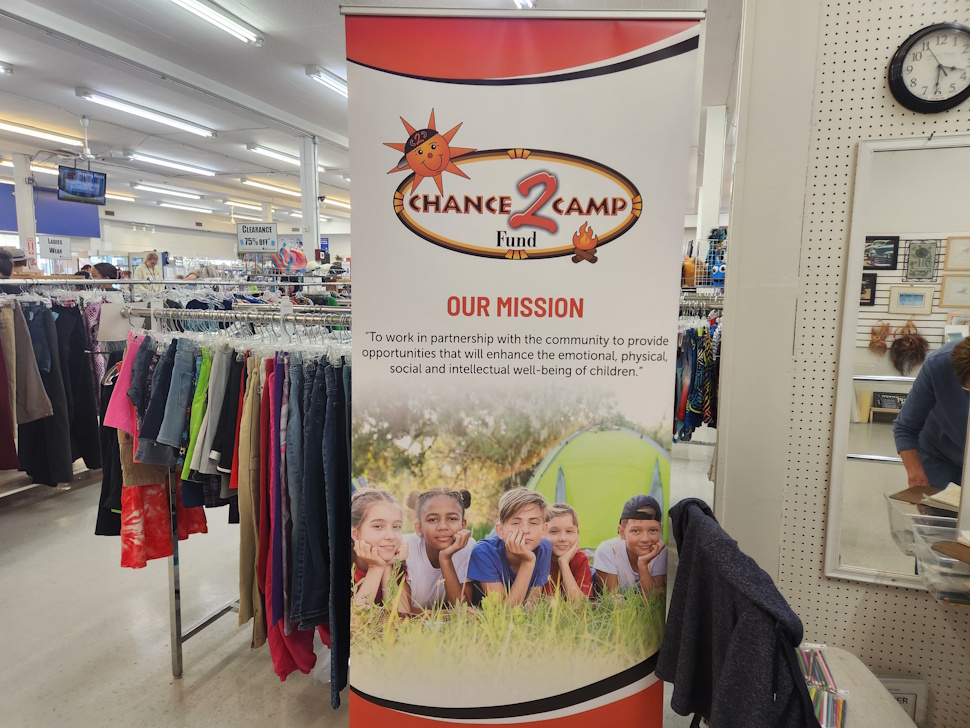 CHANCE 2 CAMP
Fund
OUR MISSION
"To work in partnership with the community to provide
opportunities that will enhance the emotional, physical,
social and intellectual well-being of children."
CLEARANCE
75% OFF
LADIES
WEAR